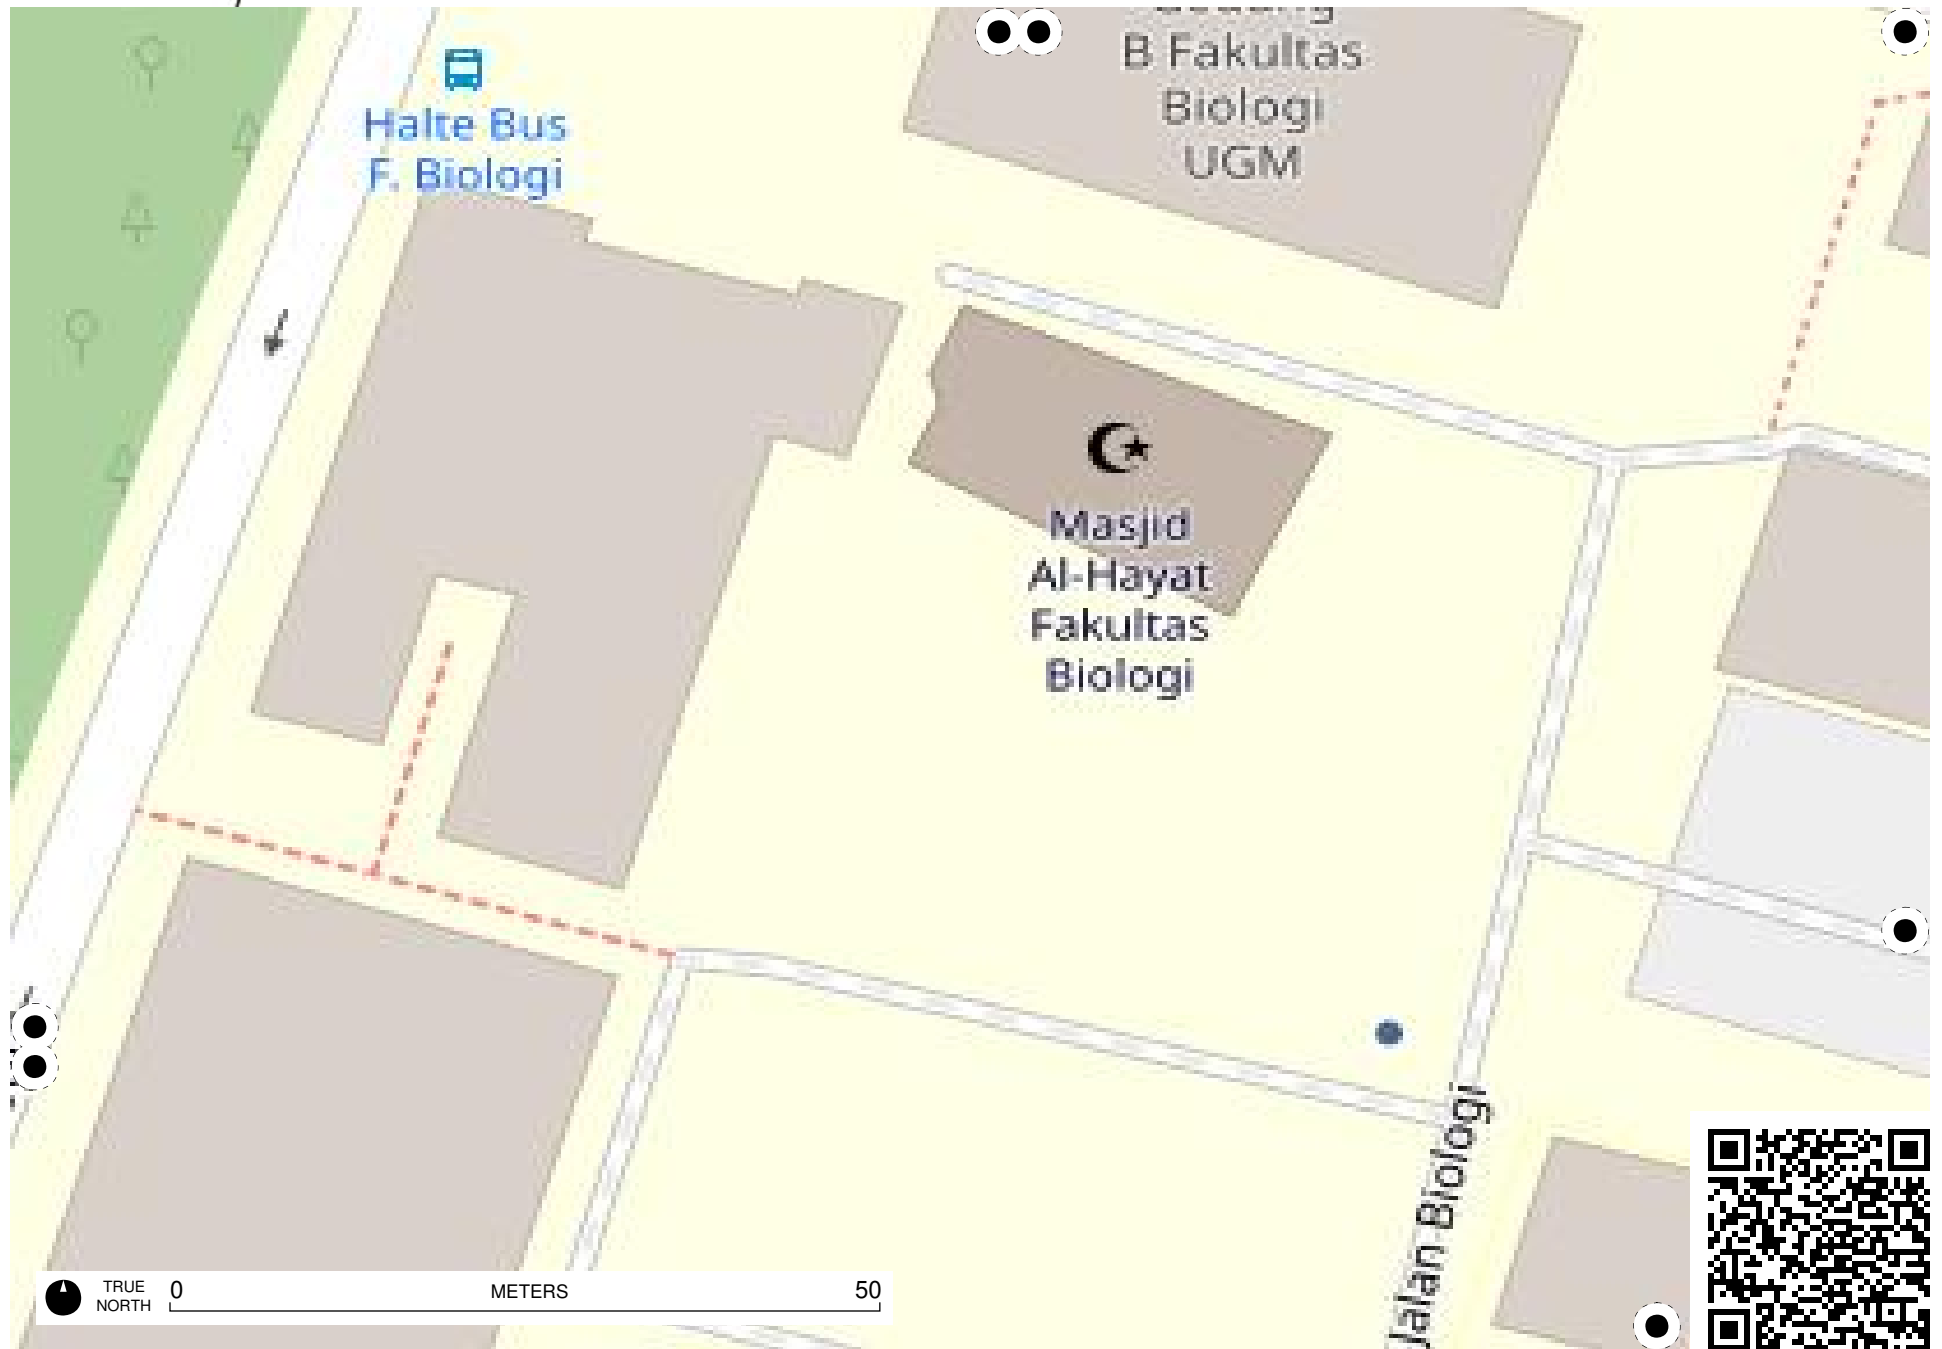 B Fakultas
Biologi
UGM
Halte Bus
F. Biologi
Masjid
Al-Hayat
Fakultas
Biologi
Jalan Biologi
TRUE
NORTH
0
METERS
50